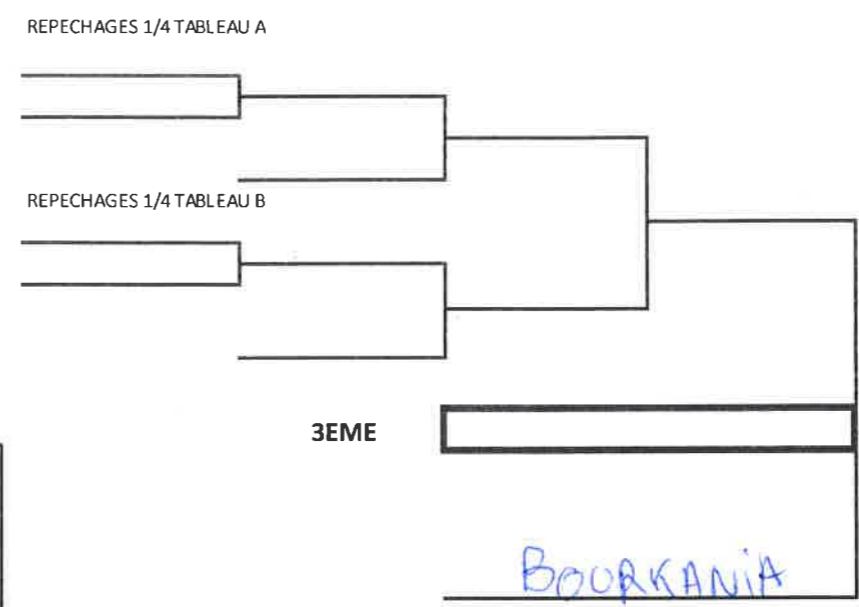 REPECHAGES 1/4 TABLEAU A
REPECHAGES 1/4 TABLEAU B
3EME
BOURKANiA